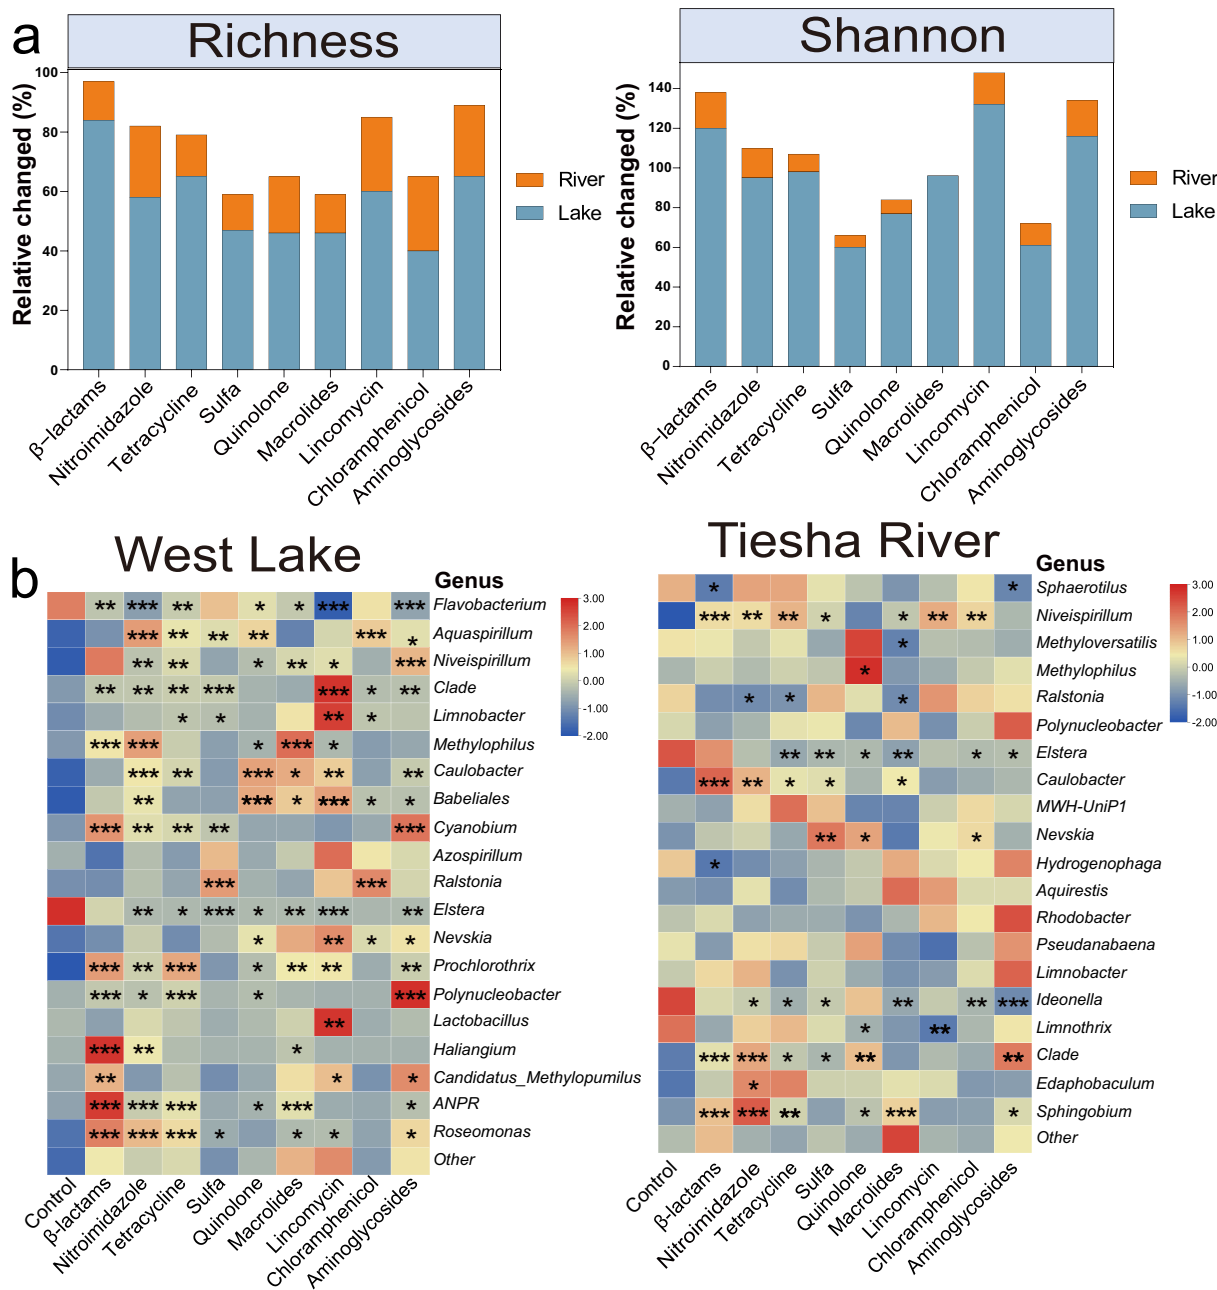 a
Richness
Relative changed (%)
100
80
60
40
20
0
β−lactams
Nitroimidazole
Tetracycline
Sulfa
Quinolone
Macrolides
Lincomycin
Chloramphenicol
Aminoglycosides
River
Lake
Shannon
Relative changed (%)
140
120
100
80
60
40
20
0
β−lactams
Nitroimidazole
Tetracycline
Sulfa
Quinolone
Macrolides
Lincomycin
Chloramphenicol
Aminoglycosides
River
Lake
b
West Lake
Genus
** *** ** * * *** *** Flavobacterium
*** ** ** ** *** * Aquaspirillum
** ** * ** * *** Niveispirillum
** ** ** *** *** * ** Clade
* * ** * Limnobacter
*** *** * *** * Methylophilus
*** ** *** * ** ** Caulobacter
** *** * *** * * Babeliales
*** ** ** ** *** Cyanobium
Azospirillum
*** *** Ralstonia
** * *** * ** *** ** Elstera
* ** * * Nevskia
*** ** *** * ** ** ** Prochlorothrix
*** * *** * *** Polynucleobacter
** Lactobacillus
*** ** * Haliangium
** * * Candidatus_Methylopumilus
*** *** *** * *** * ANPR
*** *** *** * * * * Roseomonas
Other
Control
β-lactams
Nitroimidazole
Tetracycline
Sulfa
Quinolone
Macrolides
Lincomycin
Chloramphenicol
Aminoglycosides
3.00
2.00
1.00
0.00
-1.00
-2.00
Tiesha River
Genus
* * Sphaerotilus
*** ** ** * * ** ** Niveispirillum
* Methyloversatilis
* Methylophilus
* * * Ralstonia
Polynucleobacter
** ** * ** * * Elstera
*** ** * * * Caulobacter
MWH-UniP1
** * * Nevskia
* Hydrogenophaga
Aquirestis
Rhodobacter
Pseudanabaena
Limnobacter
* * * ** ** *** Ideonella
* ** Limnothrix
*** *** * * ** ** Clade
* Edaphobaculum
*** *** ** * *** * Sphingobium
Other
Control
β-lactams
Nitroimidazole
Tetracycline
Sulfa
Quinolone
Macrolides
Lincomycin
Chloramphenicol
Aminoglycosides
3.00
2.00
1.00
0.00
-1.00
-2.00